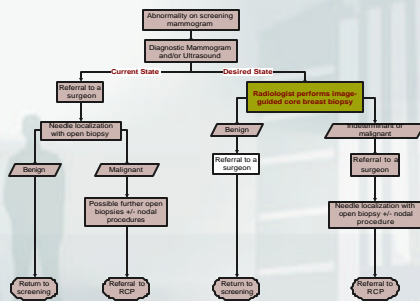 Abnormality on screening
mammogram
Diagnostic Mammogram
and/or Ultrasound
Current State
Desired State
Referral to a
surgeon
Radiologist performs image-
guided core breast biopsy
Needle localization
with open biopsy
Benign
Indeterminant or
malignant
Benign
Malignant
Referral to a
surgeon
Referral to a
surgeon
Possible further open
biopsies +/- nodal
procedures
Needle localization with
open biopsy +/- nodal
procedure
Return to
screening
Referral to
RCP
Return to
screening
Referral to
RCP